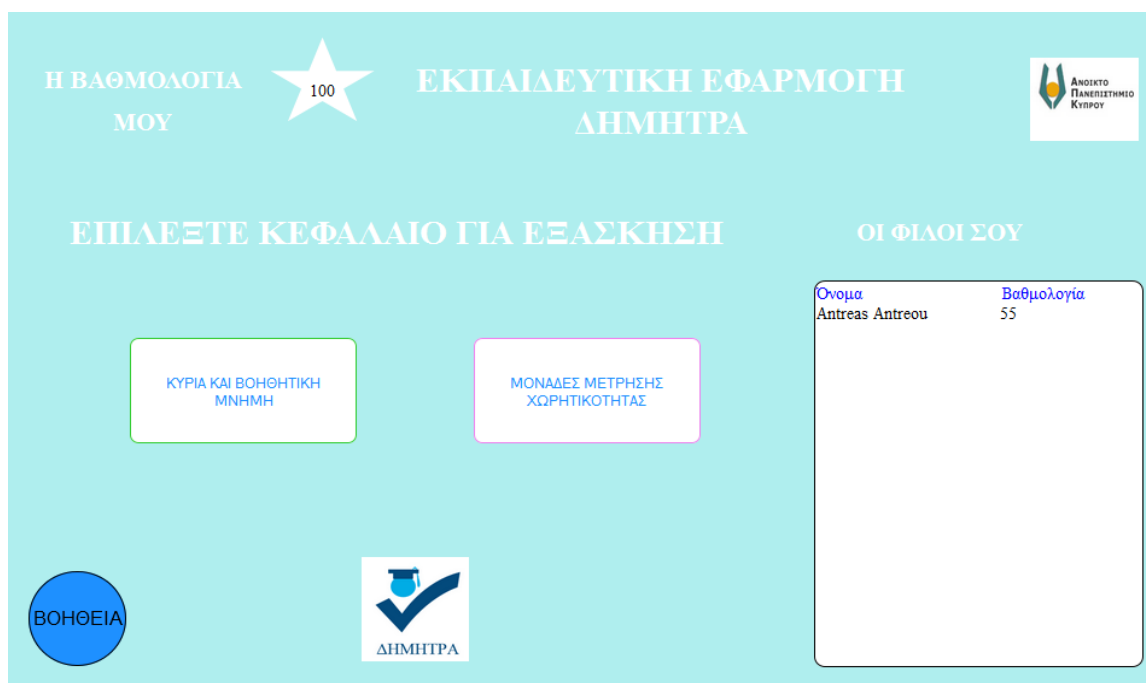 Η ΒΑΘΜΟΛΟΓΙΑ
ΜΟΥ
100
ΕΚΠΑΙΔΕΥΤΙΚΗ ΕΦΑΡΜΟΓΗ
ΔΗΜΗΤΡΑ
ΑΝΟΙΚΤΟ
ΠΑΝΕΠΙΣΤΗΜΙΟ
ΚΥΠΡΟΥ
ΕΠΙΛΕΞΤΕ ΚΕΦΑΛΑΙΟ ΓΙΑ ΕΞΑΣΚΗΣΗ
ΟΙ ΦΙΛΟΙ ΣΟΥ
Όνομα Βαθμολογία
Antreas Antreou 55
ΚΥΡΙΑ ΚΑΙ ΒΟΗΘΗΤΙΚΗ
ΜΝΗΜΗ
ΜΟΝΑΔΕΣ ΜΕΤΡΗΣΗΣ
ΧΩΡΗΤΙΚΟΤΗΤΑΣ
ΒΟΗΘΕΙΑ
ΔΗΜΗΤΡΑ